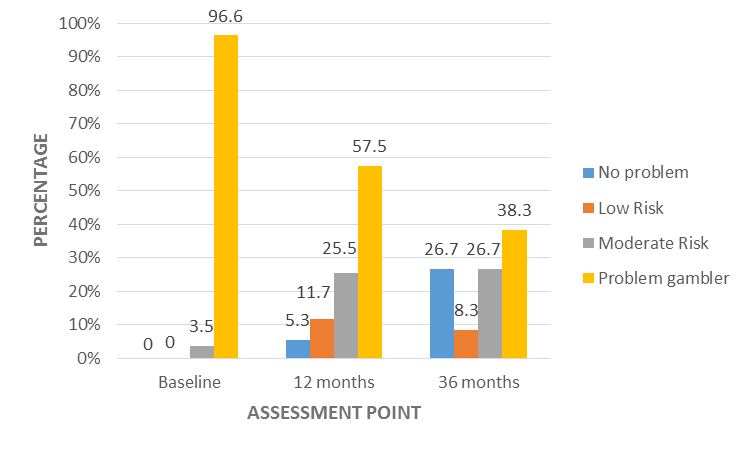 100%
90%
80%
70%
60%
50%
40%
30%
20%
10%
0%
PERCENTAGE
0
0
3.5
96.6
5.3
11.7
25.5
57.5
26.7
8.3
26.7
38.3
Baseline
12 months
36 months
ASSESSMENT POINT
No problem
Low Risk
Moderate Risk
Problem gambler